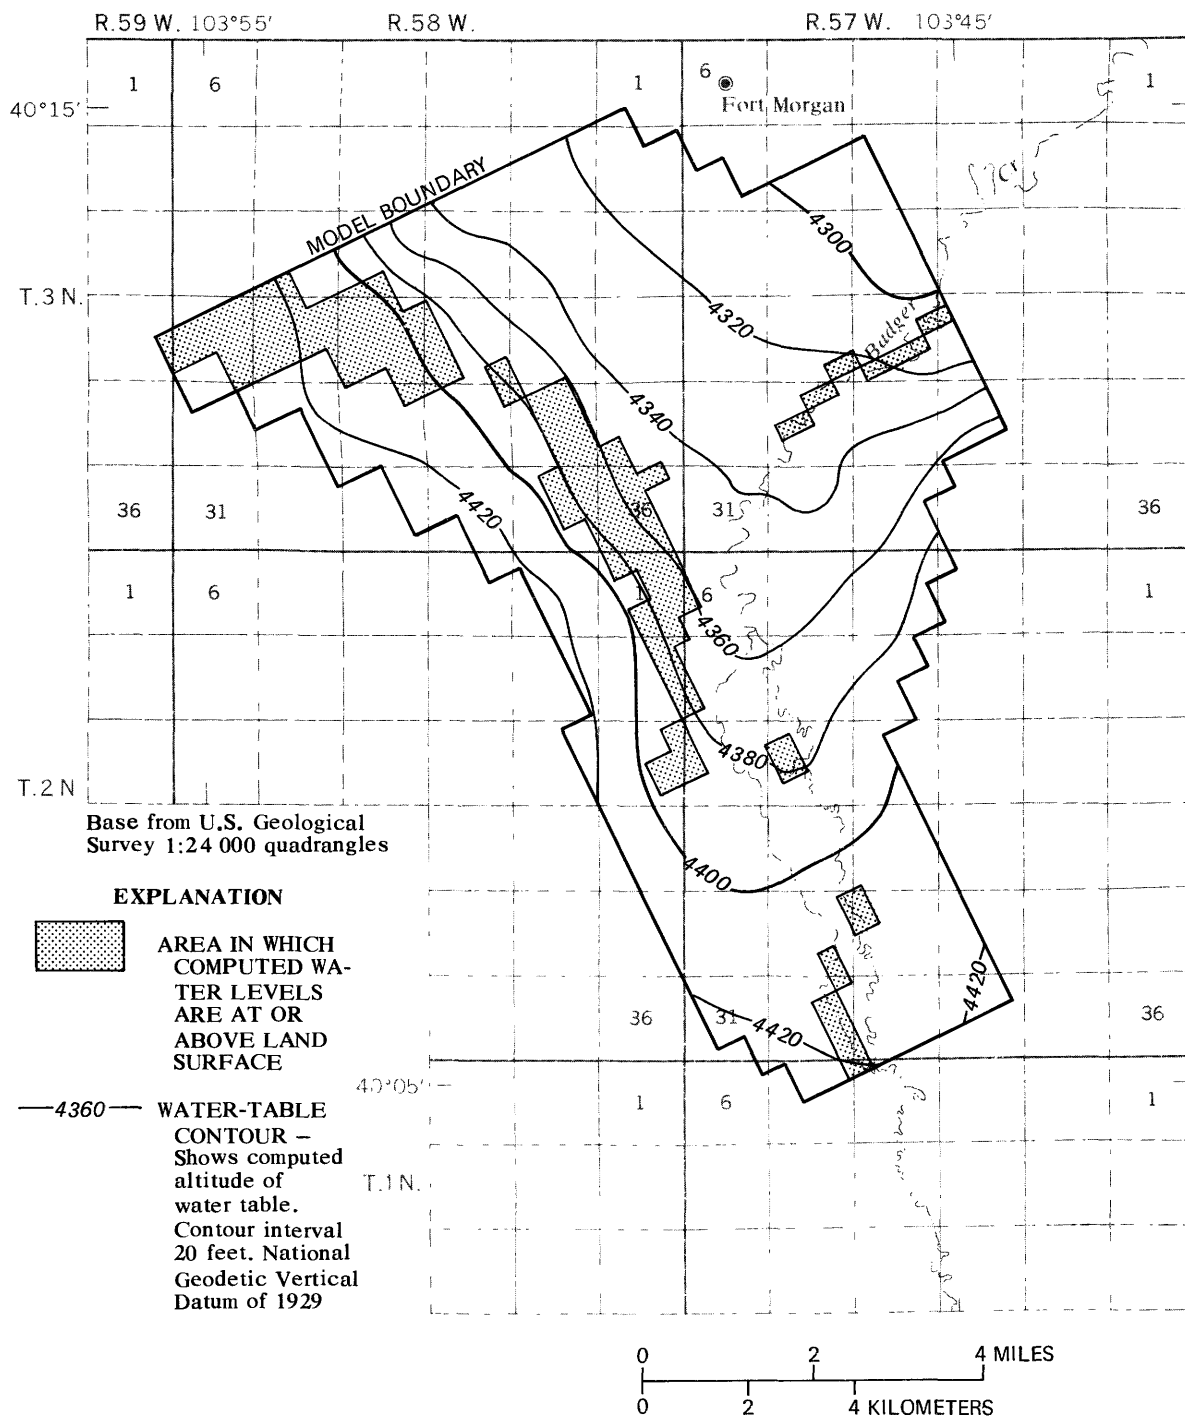 R.59 W. 103°55′ R.58 W. R.57 W. 103°45′
1 6 1 6 1
40°15′
Fort Morgan
Cr
MODEL BOUNDARY
4300
T.3 N.
Badger
4320
4340
36 31 4420 36 31 36
1 6 1 6 1
4360
4380
T.2 N
Base from U.S. Geological
Survey 1:24 000 quadrangles
4400
EXPLANATION
AREA IN WHICH
COMPUTED WA-
TER LEVELS
ARE AT OR
ABOVE LAND
SURFACE
4420
36 31 4420 36
40°05′
1 6 1
4360 WATER-TABLE
CONTOUR –
Shows computed
altitude of
water table.
Contour interval
20 feet. National
Geodetic Vertical
Datum of 1929
T.1 N.
0 2 4 MILES
0 2 4 KILOMETERS